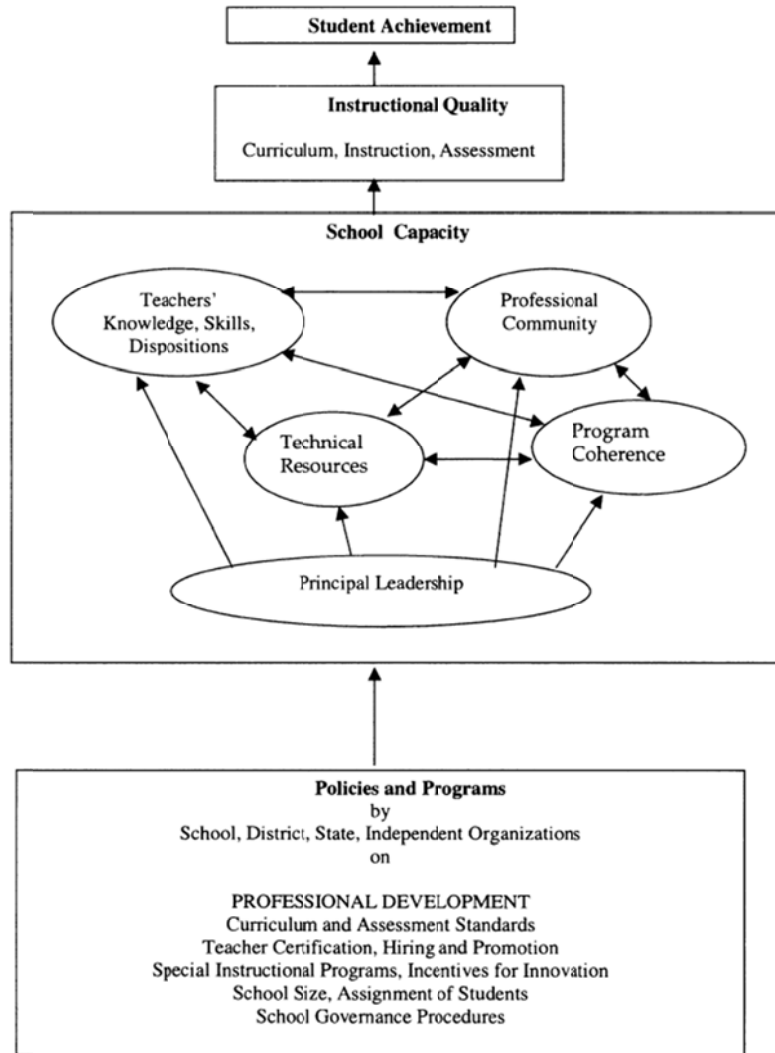 Student Achievement
Instructional Quality
Curriculum, Instruction, Assessment
School Capacity
Teachers'
Knowledge, Skills,
Dispositions
Professional
Community
Technical
Resources
Program
Coherence
Principal Leadership
Policies and Programs
by
School, District, State, Independent Organizations
on
PROFESSIONAL DEVELOPMENT
Curriculum and Assessment Standards
Teacher Certification, Hiring and Promotion
Special Instructional Programs, Incentives for Innovation
School Size, Assignment of Students
School Governance Procedures